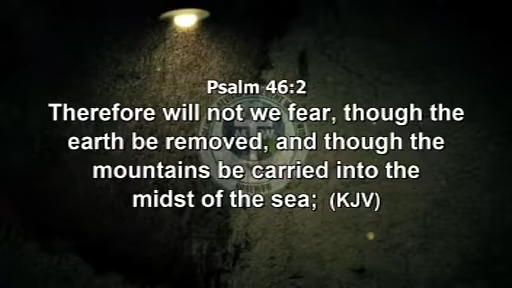 Psalm 46:2
Therefore will not we fear, though the
earth be removed, and though the
mountains be carried into the
midst of the sea; (KJV)